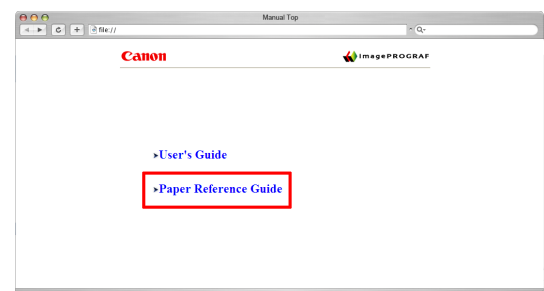 Manual Top
file://
Q
Canon
imagePROGRAF
➤User's Guide
➤Paper Reference Guide